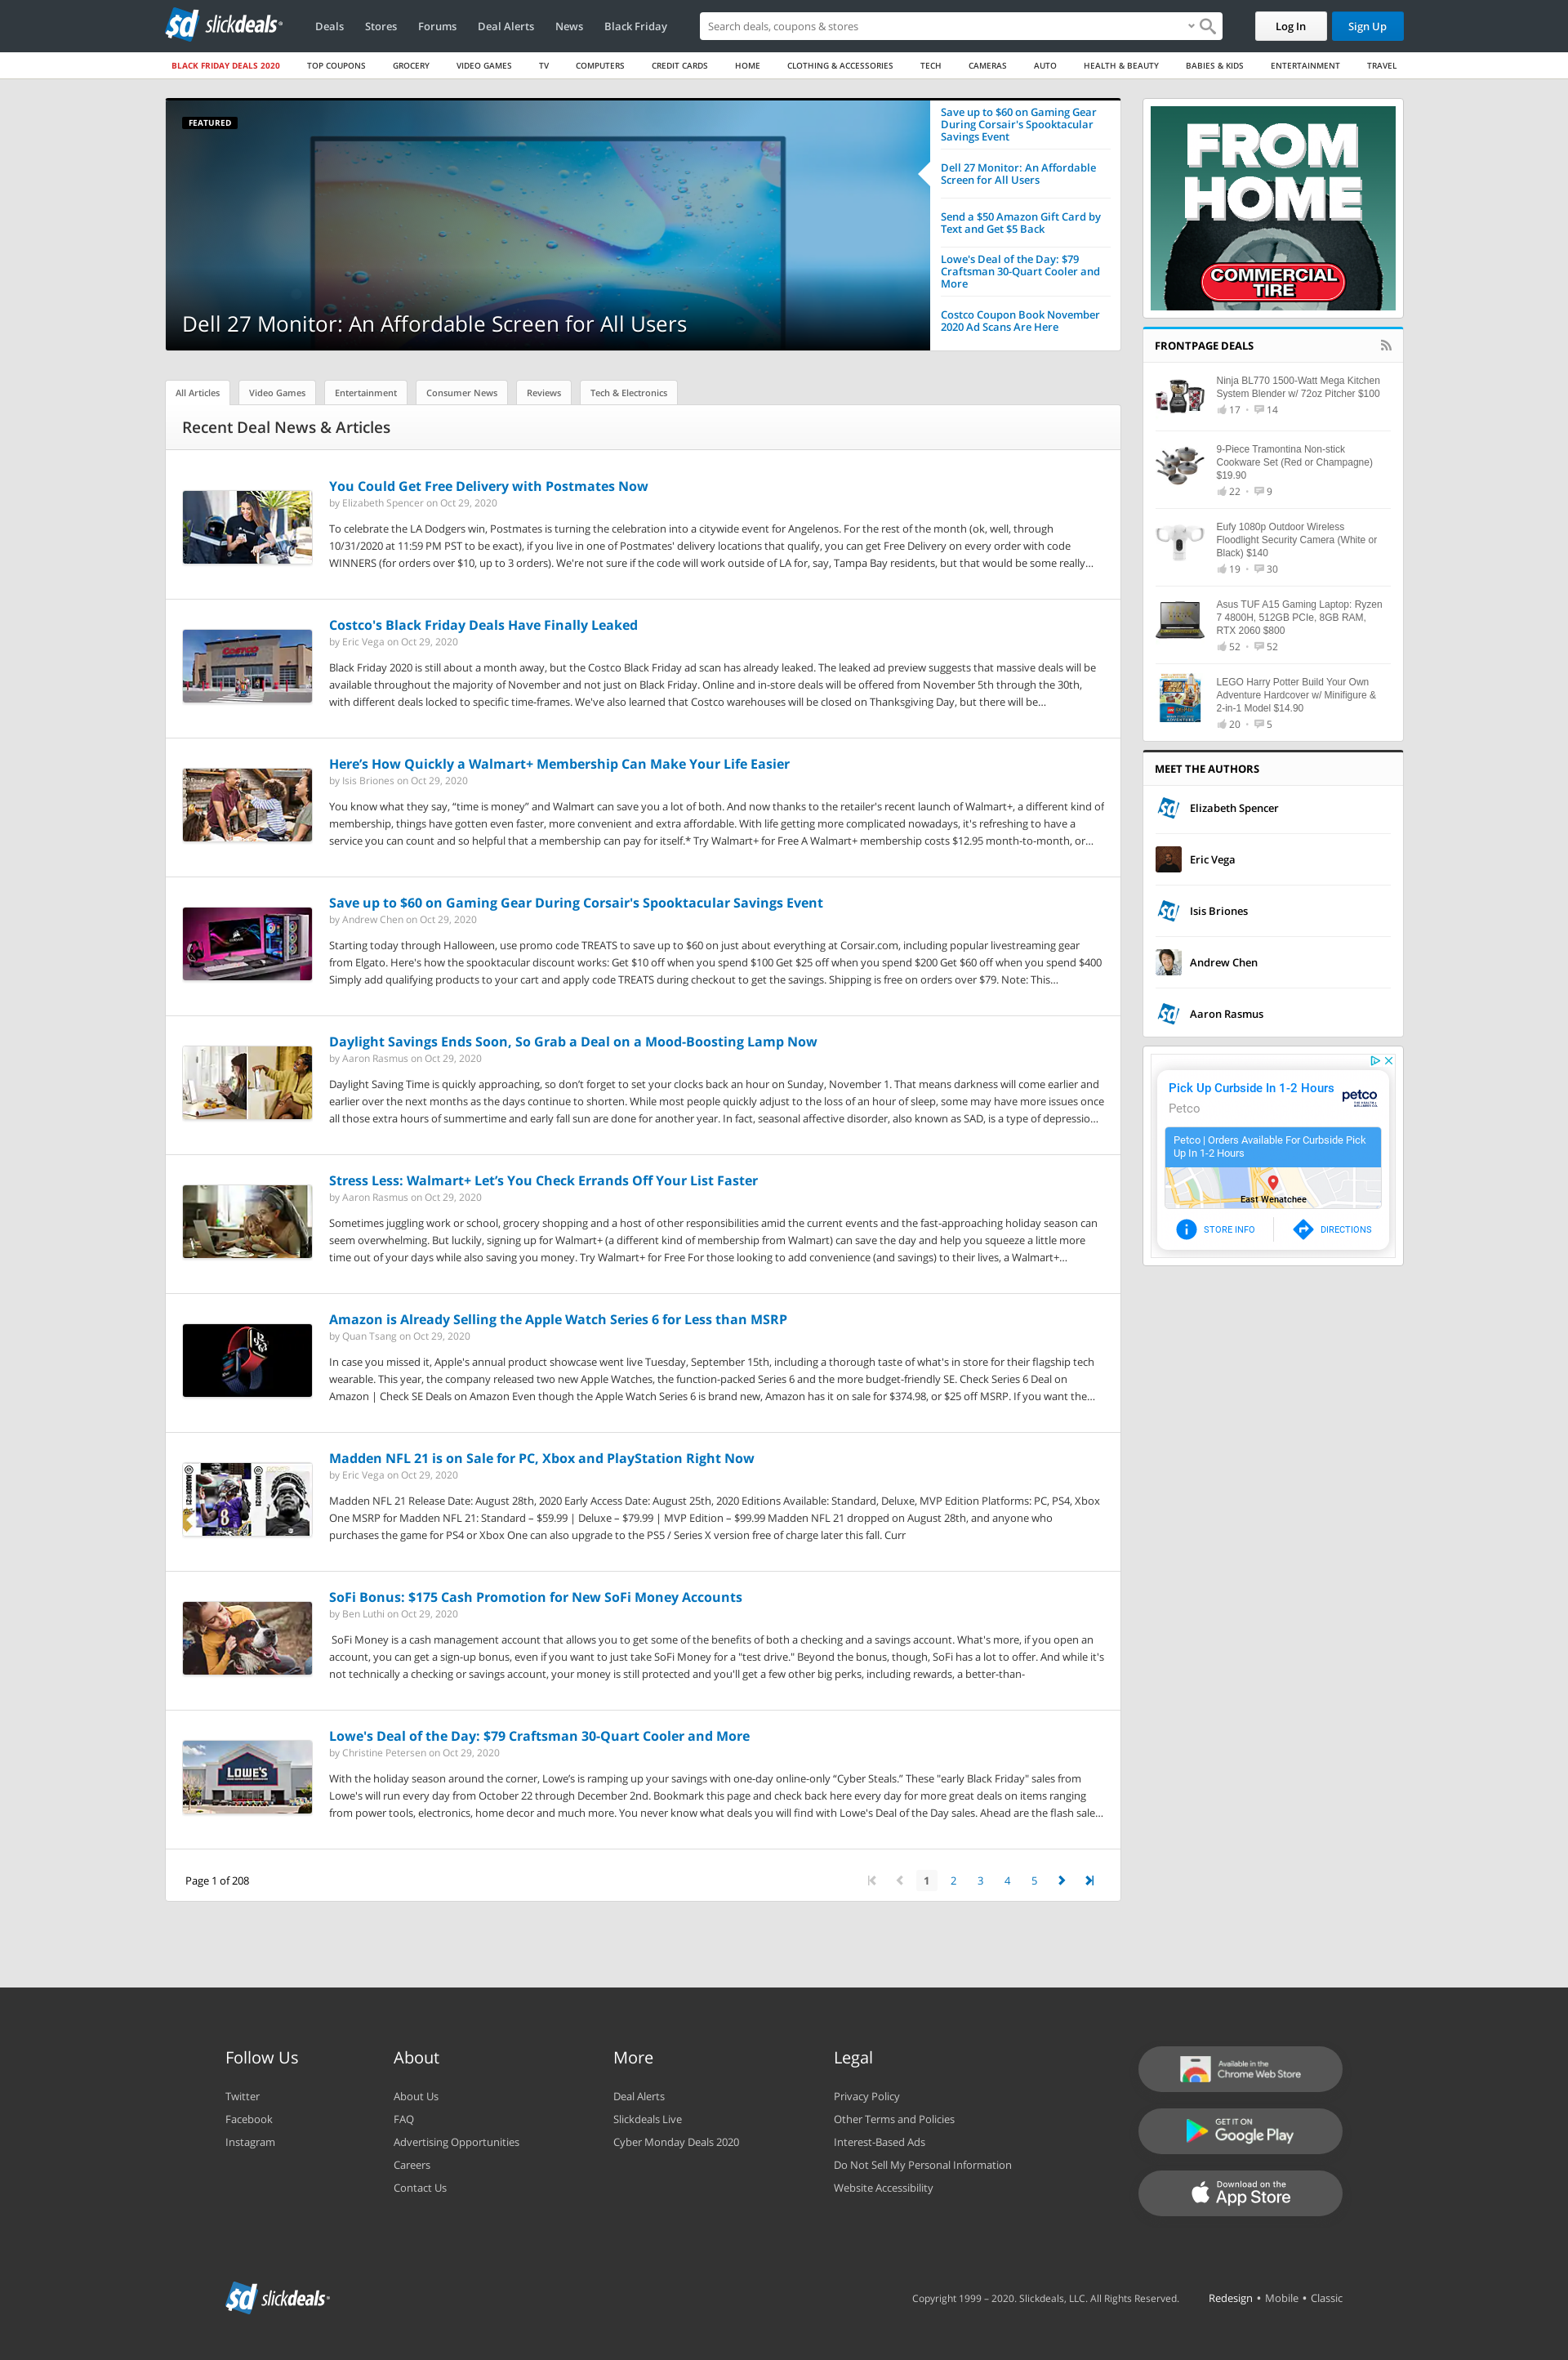 sd slickdeals
Deals Stores Forums Deal Alerts News Black Friday
Search deals, coupons & stores
Log In Sign Up
BLACK FRIDAY DEALS 2020 TOP COUPONS GROCERY VIDEO GAMES TV COMPUTERS CREDIT CARDS HOME CLOTHING & ACCESSORIES TECH CAMERAS AUTO HEALTH & BEAUTY BABIES & KIDS ENTERTAINMENT TRAVEL
FEATURED
Dell 27 Monitor: An Affordable Screen for All Users
Save up to $60 on Gaming Gear
During Corsair's Spooktacular
Savings Event
Dell 27 Monitor: An Affordable
Screen for All Users
Send a $50 Amazon Gift Card by
Text and Get $5 Back
Lowe's Deal of the Day: $79
Craftsman 30-Quart Cooler and
More
Costco Coupon Book November
2020 Ad Scans Are Here
All Articles Video Games Entertainment Consumer News Reviews Tech & Electronics
Recent Deal News & Articles
You Could Get Free Delivery with Postmates Now
by Elizabeth Spencer on Oct 29, 2020
To celebrate the LA Dodgers win, Postmates is turning the celebration into a citywide event for Angelenos. For the rest of the month (ok, well, through
10/31/2020 at 11:59 PM PST to be exact), if you live in one of Postmates' delivery locations that qualify, you can get Free Delivery on every order with code
WINNERS (for orders over $10, up to 3 orders). We're not sure if the code will work outside of LA for, say, Tampa Bay residents, but that would be some really...
COSTCO
Costco's Black Friday Deals Have Finally Leaked
by Eric Vega on Oct 29, 2020
Black Friday 2020 is still about a month away, but the Costco Black Friday ad scan has already leaked. The leaked ad preview suggests that massive deals will be
available throughout the majority of November and not just on Black Friday. Online and in-store deals will be offered from November 5th through the 30th,
with different deals locked to specific time-frames. We've also learned that Costco warehouses will be closed on Thanksgiving Day, but there will be...
Here’s How Quickly a Walmart+ Membership Can Make Your Life Easier
by Isis Briones on Oct 29, 2020
You know what they say, “time is money” and Walmart can save you a lot of both. And now thanks to the retailer's recent launch of Walmart+, a different kind of
membership, things have gotten even faster, more convenient and extra affordable. With life getting more complicated nowadays, it's refreshing to have a
service you can count and so helpful that a membership can pay for itself.* Try Walmart+ for Free A Walmart+ membership costs $12.95 month-to-month, or...
Save up to $60 on Gaming Gear During Corsair's Spooktacular Savings Event
by Andrew Chen on Oct 29, 2020
Starting today through Halloween, use promo code TREATS to save up to $60 on just about everything at Corsair.com, including popular livestreaming gear
from Elgato. Here's how the spooktacular discount works: Get $10 off when you spend $100 Get $25 off when you spend $200 Get $60 off when you spend $400
Simply add qualifying products to your cart and apply code TREATS during checkout to get the savings. Shipping is free on orders over $79. Note: This...
Daylight Savings Ends Soon, So Grab a Deal on a Mood-Boosting Lamp Now
by Aaron Rasmus on Oct 29, 2020
Daylight Saving Time is quickly approaching, so don’t forget to set your clocks back an hour on Sunday, November 1. That means darkness will come earlier and
earlier over the next months as the days continue to shorten. While most people quickly adjust to the loss of an hour of sleep, some may have more issues once
all those extra hours of summertime and early fall sun are done for another year. In fact, seasonal affective disorder, also known as SAD, is a type of depressio...
Stress Less: Walmart+ Let’s You Check Errands Off Your List Faster
by Aaron Rasmus on Oct 29, 2020
Sometimes juggling work or school, grocery shopping and a host of other responsibilities amid the current events and the fast-approaching holiday season can
seem overwhelming. But luckily, signing up for Walmart+ (a different kind of membership from Walmart) can save the day and help you squeeze a little more
time out of your days while also saving you money. Try Walmart+ for Free For those looking to add convenience (and savings) to their lives, a Walmart+...
Amazon is Already Selling the Apple Watch Series 6 for Less than MSRP
by Quan Tsang on Oct 29, 2020
In case you missed it, Apple's annual product showcase went live Tuesday, September 15th, including a thorough taste of what's in store for their flagship tech
wearable. This year, the company released two new Apple Watches, the function-packed Series 6 and the more budget-friendly SE. Check Series 6 Deal on
Amazon | Check SE Deals on Amazon Even though the Apple Watch Series 6 is brand new, Amazon has it on sale for $374.98, or $25 off MSRP. If you want the...
Madden NFL 21 is on Sale for PC, Xbox and PlayStation Right Now
by Eric Vega on Oct 29, 2020
Madden NFL 21 Release Date: August 28th, 2020 Early Access Date: August 25th, 2020 Editions Available: Standard, Deluxe, MVP Edition Platforms: PC, PS4, Xbox
One MSRP for Madden NFL 21: Standard – $59.99 | Deluxe – $79.99 | MVP Edition – $99.99 Madden NFL 21 dropped on August 28th, and anyone who
purchases the game for PS4 or Xbox One can also upgrade to the PS5 / Series X version free of charge later this fall. Curr
SoFi Bonus: $175 Cash Promotion for New SoFi Money Accounts
by Ben Luthi on Oct 29, 2020
SoFi Money is a cash management account that allows you to get some of the benefits of both a checking and a savings account. What's more, if you open an
account, you can get a sign-up bonus, even if you want to just take SoFi Money for a "test drive." Beyond the bonus, though, SoFi has a lot to offer. And while it's
not technically a checking or savings account, your money is still protected and you'll get a few other big perks, including rewards, a better-than-
LOWE'S
Lowe's Deal of the Day: $79 Craftsman 30-Quart Cooler and More
by Christine Petersen on Oct 29, 2020
With the holiday season around the corner, Lowe’s is ramping up your savings with one-day online-only “Cyber Steals.” These "early Black Friday" sales from
Lowe's will run every day from October 22 through December 2nd. Bookmark this page and check back here every day for more great deals on items ranging
from power tools, electronics, home decor and much more. You never know what deals you will find with Lowe's Deal of the Day sales. Ahead are the flash sale...
Page 1 of 208
1 2 3 4 5
FROM
HOME
COMMERCIAL
TIRE
FRONTPAGE DEALS
Ninja BL770 1500-Watt Mega Kitchen
System Blender w/ 72oz Pitcher $100
17 • 14
9-Piece Tramontina Non-stick
Cookware Set (Red or Champagne)
$19.90
22 • 9
Eufy 1080p Outdoor Wireless
Floodlight Security Camera (White or
Black) $140
19 • 30
Asus TUF A15 Gaming Laptop: Ryzen
7 4800H, 512GB PCIe, 8GB RAM,
RTX 2060 $800
52 • 52
LEGO Harry Potter Build Your Own
Adventure Hardcover w/ Minifigure &
2-in-1 Model $14.90
20 • 5
MEET THE AUTHORS
Elizabeth Spencer
Eric Vega
Isis Briones
Andrew Chen
Aaron Rasmus
Pick Up Curbside In 1-2 Hours
Petco
petco
Petco | Orders Available For Curbside Pick
Up In 1-2 Hours
East Wenatchee
STORE INFO DIRECTIONS
Follow Us
Twitter
Facebook
Instagram
About
About Us
FAQ
Advertising Opportunities
Careers
Contact Us
More
Deal Alerts
Slickdeals Live
Cyber Monday Deals 2020
Legal
Privacy Policy
Other Terms and Policies
Interest-Based Ads
Do Not Sell My Personal Information
Website Accessibility
Available in the
Chrome Web Store
GET IT ON
Google Play
Download on the
App Store
sd slickdeals
Copyright 1999 – 2020. Slickdeals, LLC. All Rights Reserved. Redesign • Mobile • Classic